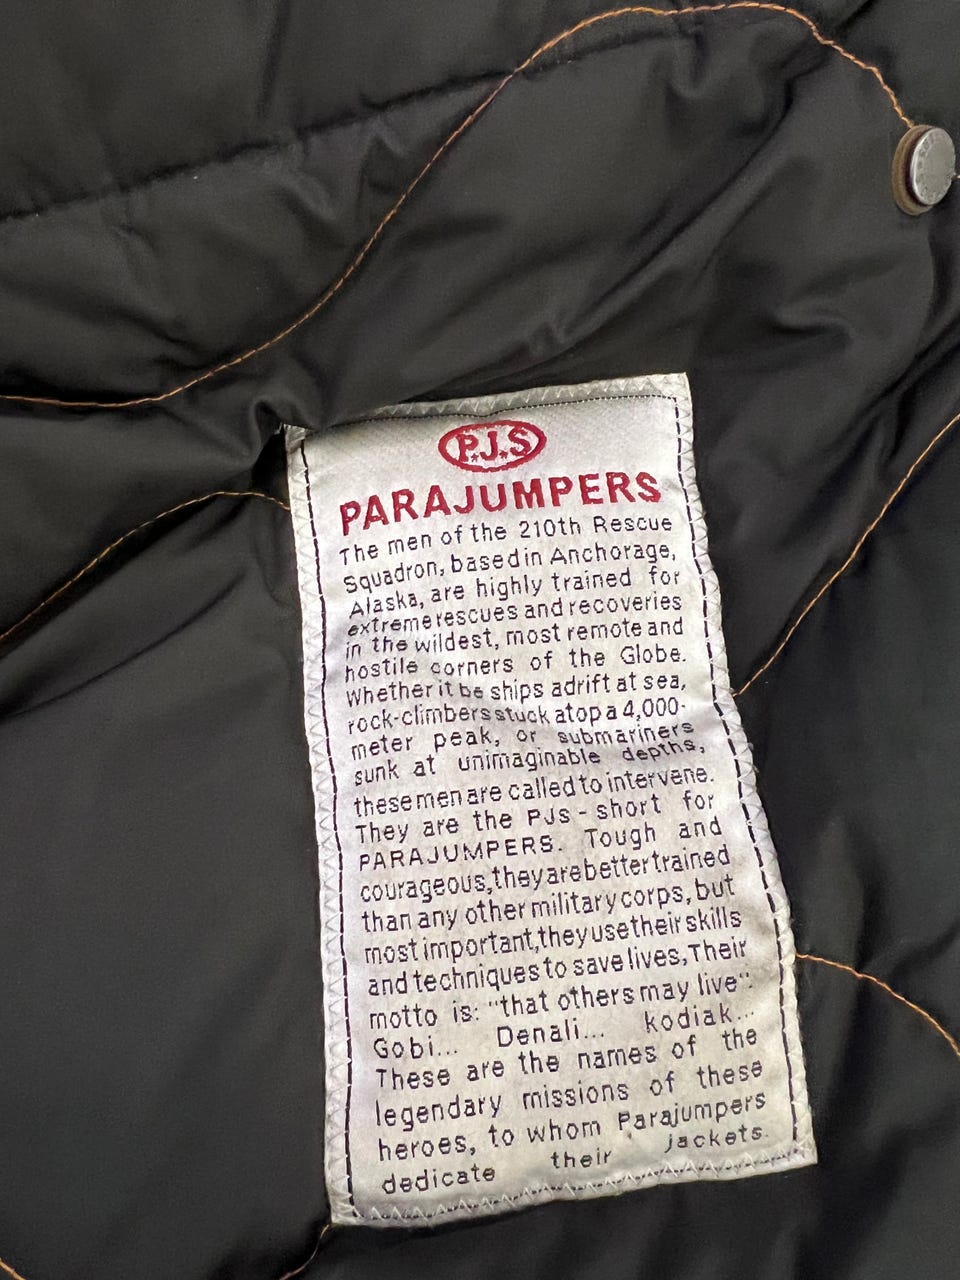 P.J.S
PARAJUMPERS
The men of the 210th Rescue
Squadron, based in Anchorage,
Alaska, are highly trained for
extreme rescues and recoveries
in the wildest, most remote and
hostile corners of the Globe.
Whether it be ships adrift at sea,
rock-climbers stuck atop a 4,000-
meter peak, or submariners
sunk at unimaginable depths,
these men are called to intervene.
They are the PJs - short for
PARAJUMPERS. Tough and
courageous, they are better trained
than any other military corps, but
most important, they use their skills
and techniques to save lives, Their
motto is: "that others may live".
Gobi... Denali... kodiak...
These are the names of the
legendary missions of these
heroes, to whom Parajumpers
dedicate their jackets.